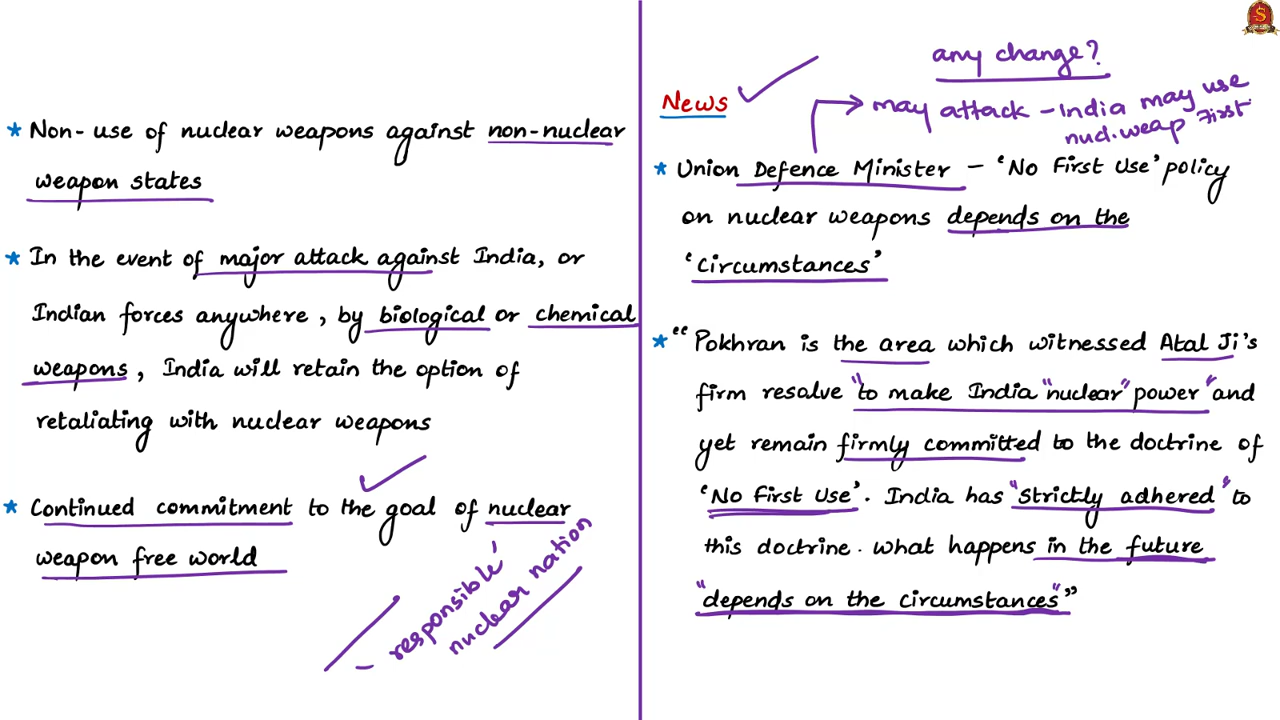 * Non-use of nuclear weapons against non-nuclear
weapon states
* In the event of major attack against India, or
Indian forces anywhere, by biological or chemical
weapons, India will retain the option of
retaliating with nuclear weapons
* Continued commitment to the goal of nuclear
weapon free world
- responsible
nuclear nation
any change?
News
may attack - India may use
nucl.weap First
* Union Defence Minister - 'No First Use' policy
on nuclear weapons depends on the
'circumstances'
* "Pokhran is the area which witnessed Atal Ji's
firm resolve "to make India "nuclear" power" and
yet remain firmly committed to the doctrine of
'No First Use'. India has "strictly adhered" to
this doctrine. What happens in the future
"depends on the circumstances""